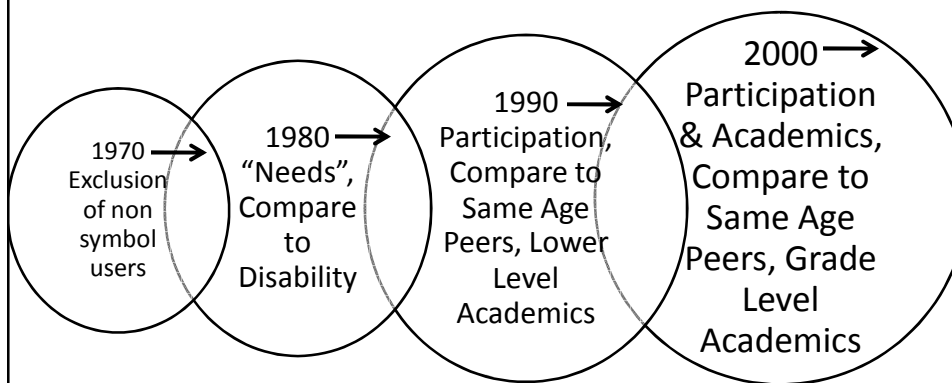 1970
Exclusion
of non
symbol
users
1980
“Needs”,
Compare
to
Disability
1990
Participation,
Compare to
Same Age
Peers, Lower
Level
Academics
2000
Participation
& Academics,
Compare to
Same Age
Peers, Grade
Level
Academics